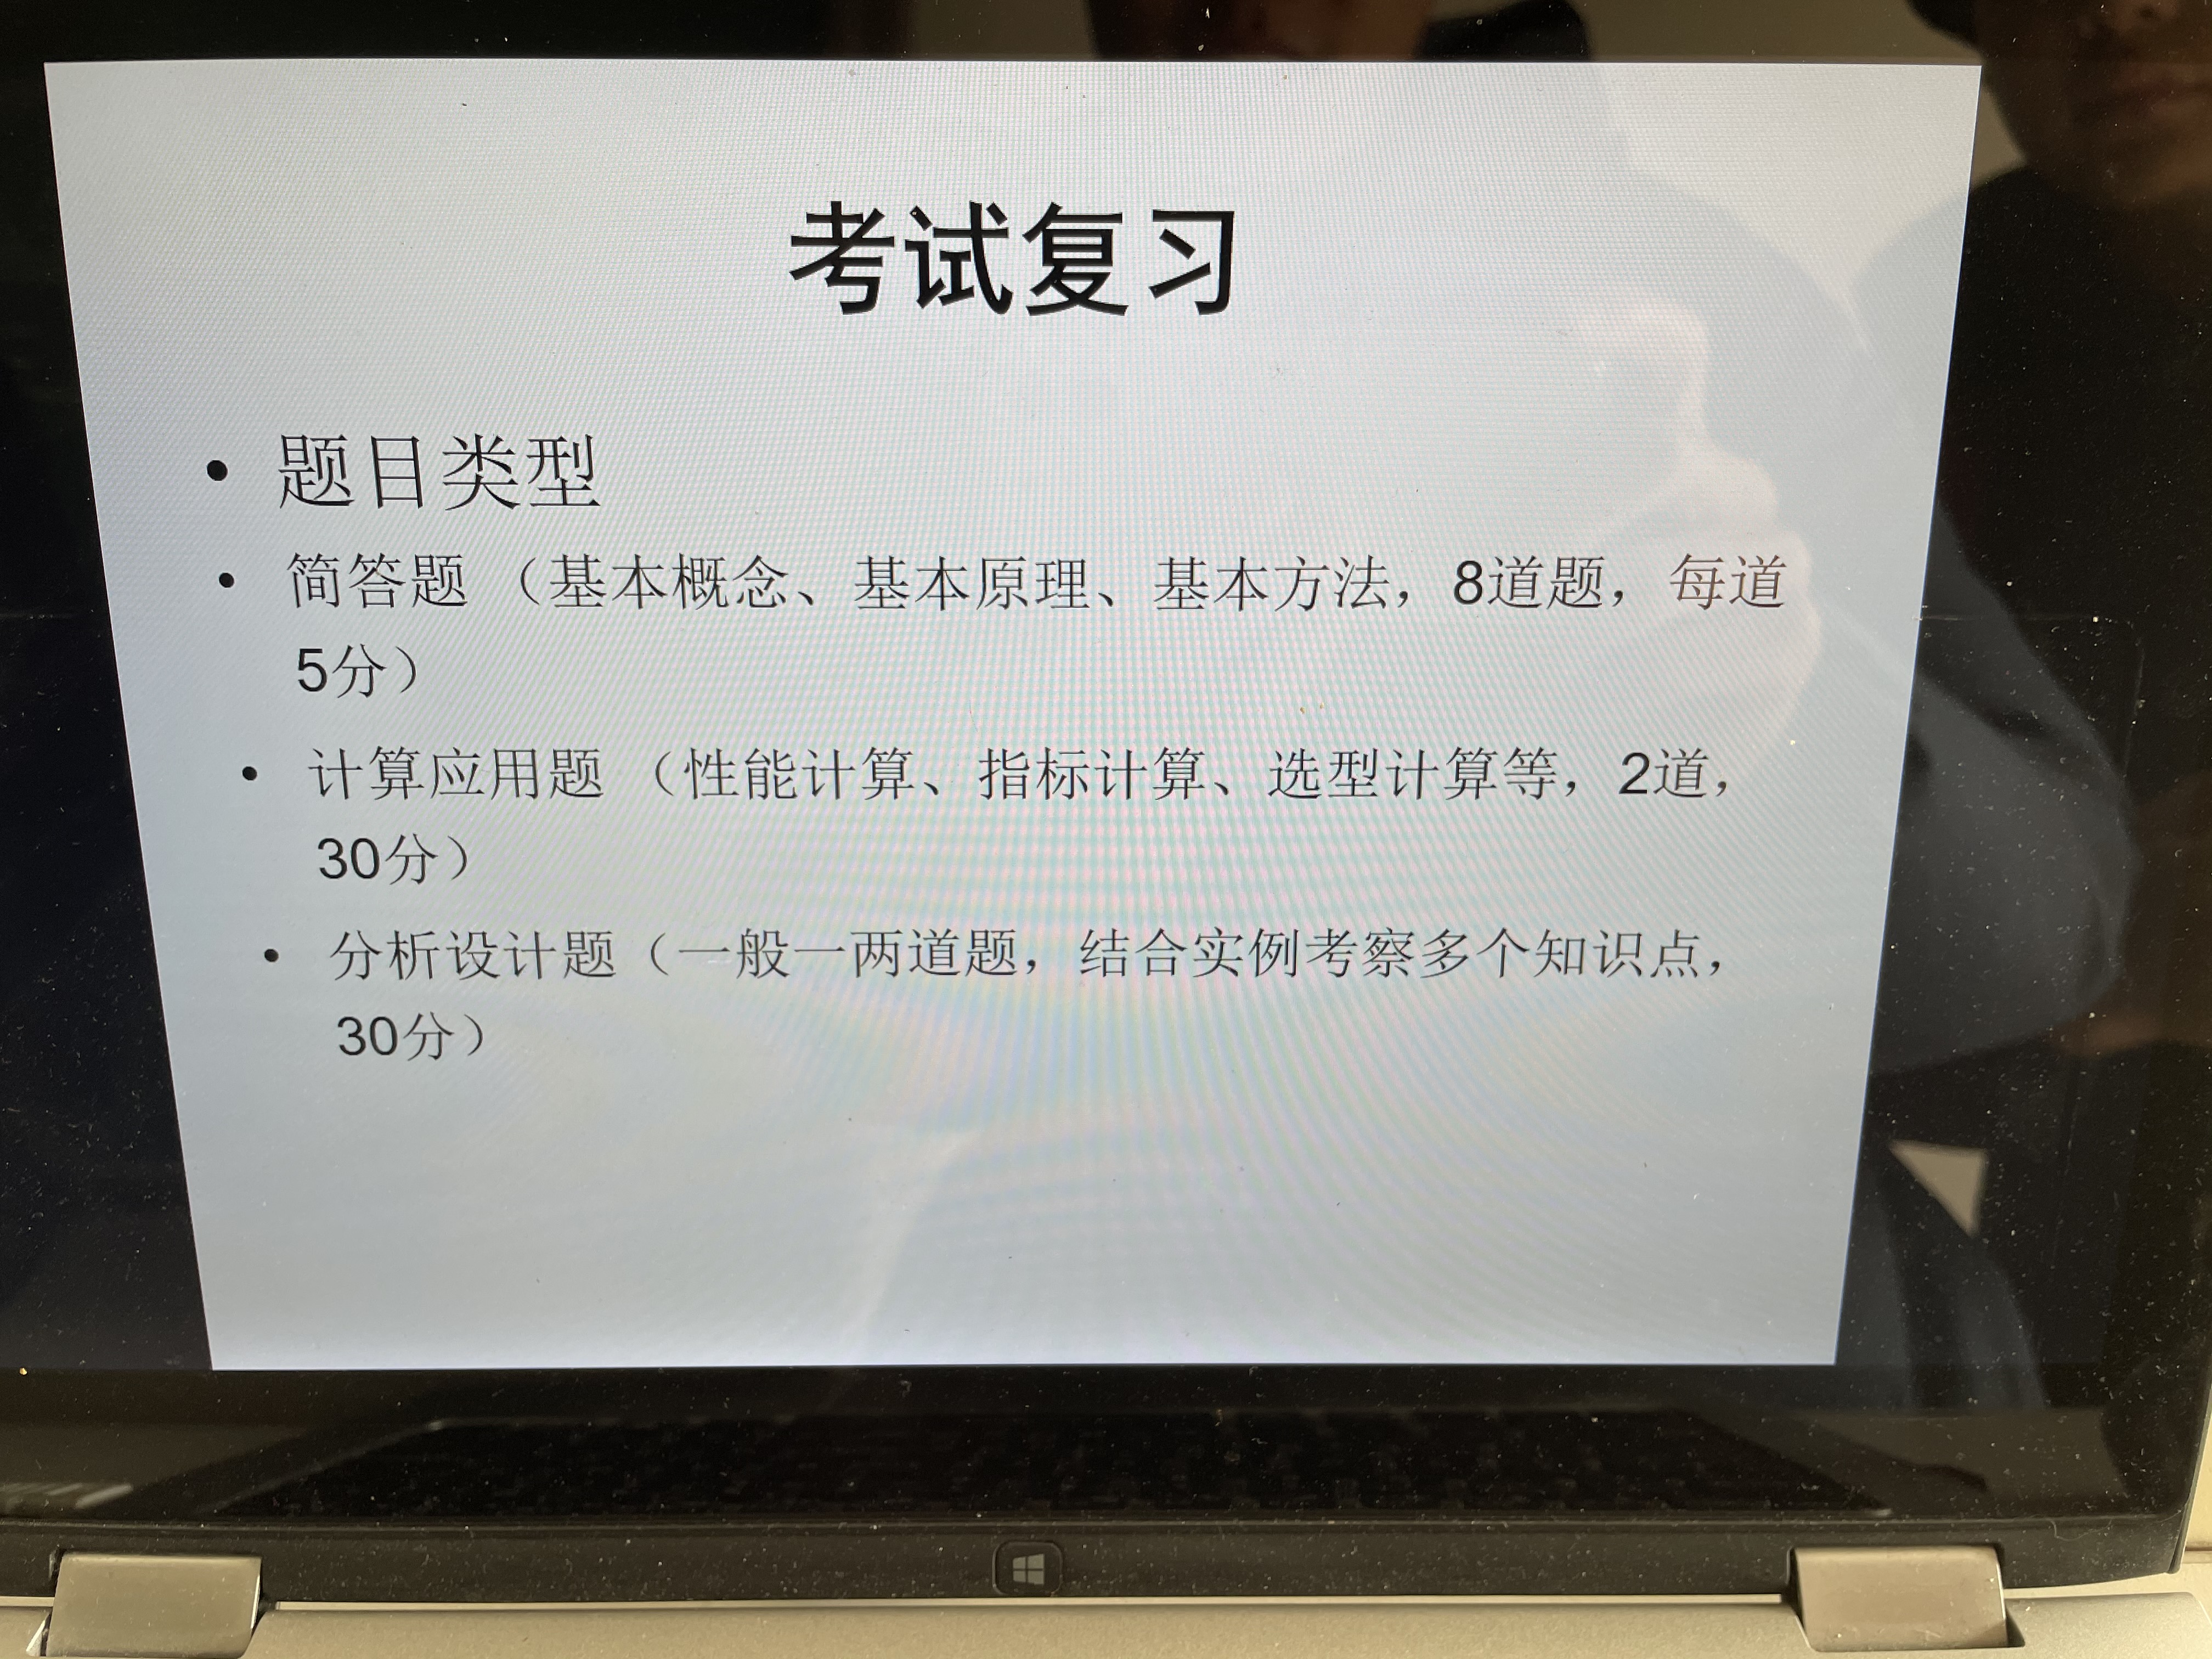 考试复习
• 题目类型
• 简答题 （基本概念、基本原理、基本方法，8道题，每道
5分）
• 计算应用题 （性能计算、指标计算、选型计算等，2道，
30分）
• 分析设计题（一般一两道题，结合实例考察多个知识点，
30分）